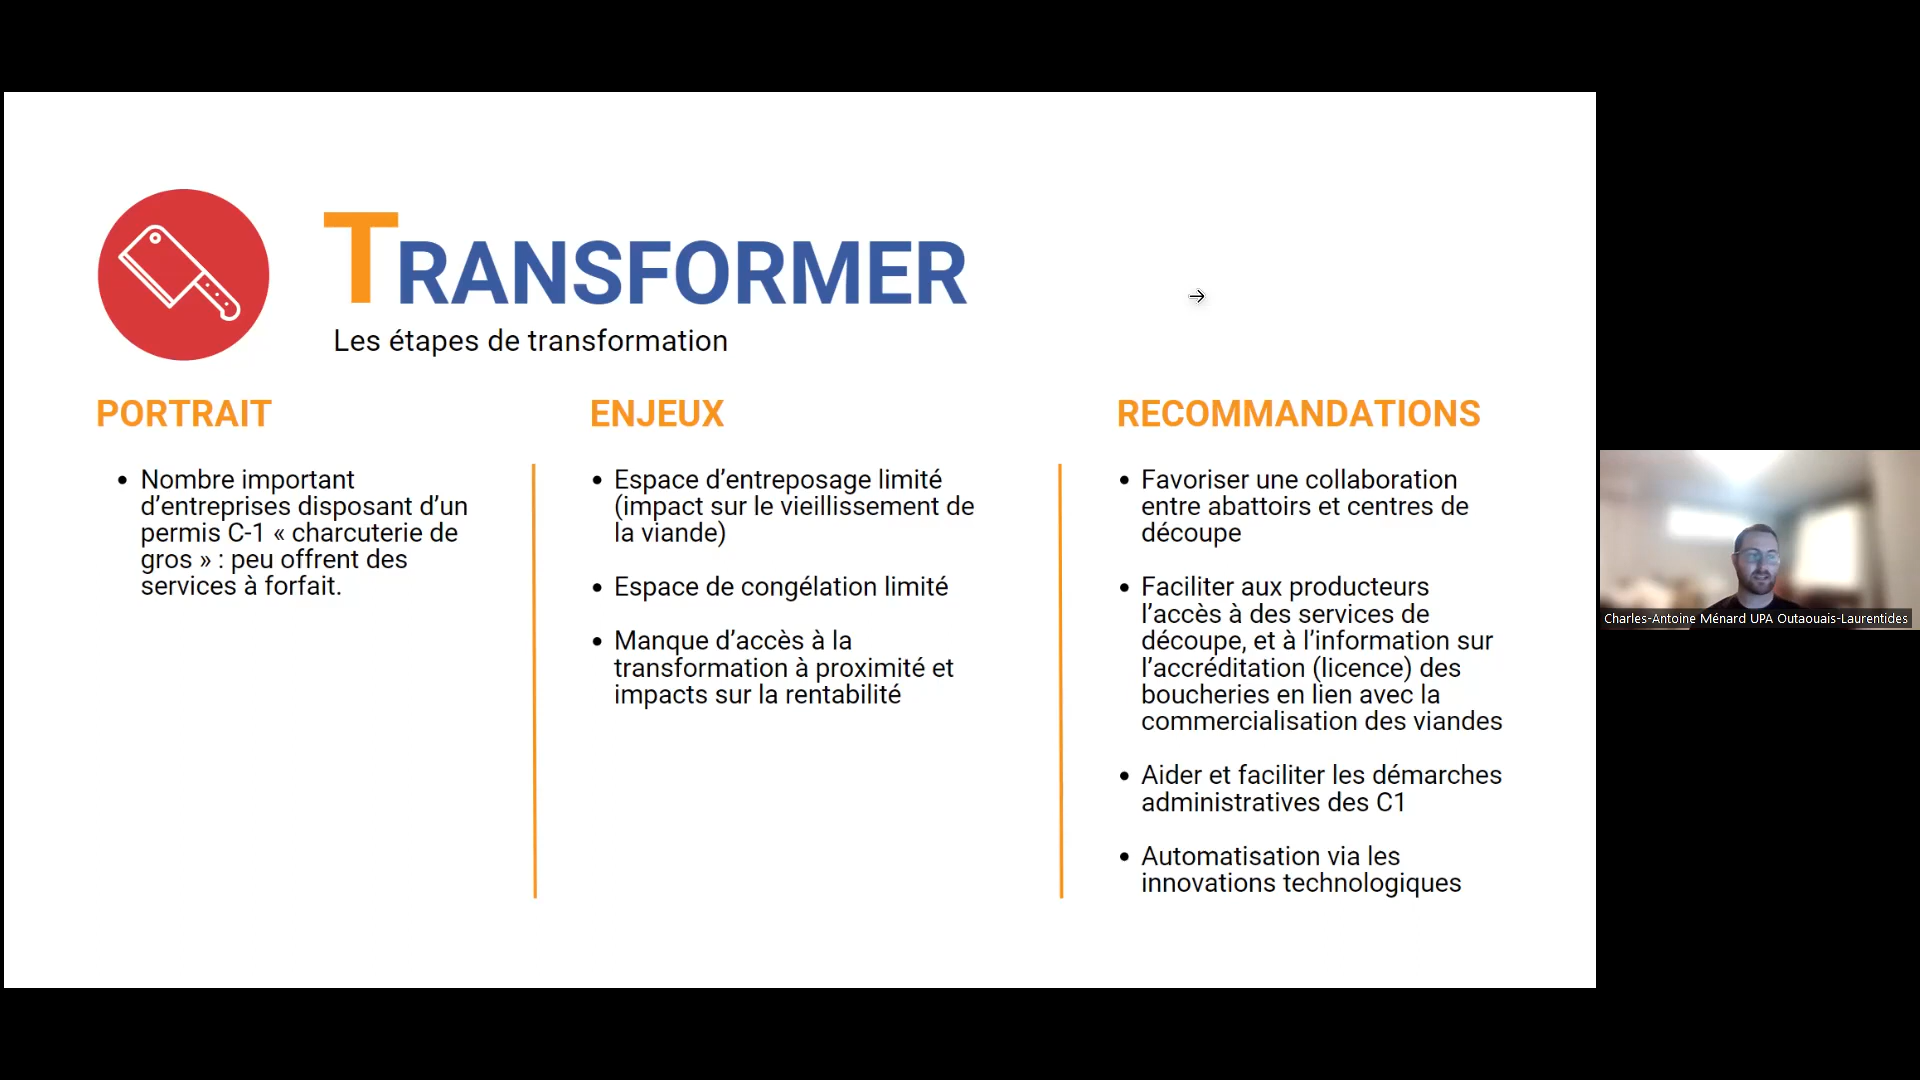 TRANSFORMER
Les étapes de transformation
PORTRAIT
• Nombre important
d’entreprises disposant d’un
permis C-1 « charcuterie de
gros » : peu offrent des
services à forfait.
ENJEUX
• Espace d’entreposage limité
(impact sur le vieillissement de
la viande)
• Espace de congélation limité
• Manque d’accès à la
transformation à proximité et
impacts sur la rentabilité
RECOMMANDATIONS
• Favoriser une collaboration
entre abattoirs et centres de
découpe
• Faciliter aux producteurs
l’accès à des services de
découpe, et à l’information sur
l’accréditation (licence) des
boucheries en lien avec la
commercialisation des viandes
• Aider et faciliter les démarches
administratives des C1
• Automatisation via les
innovations technologiques
Charles-Antoine Ménard UPA Outaouais-Laurentides